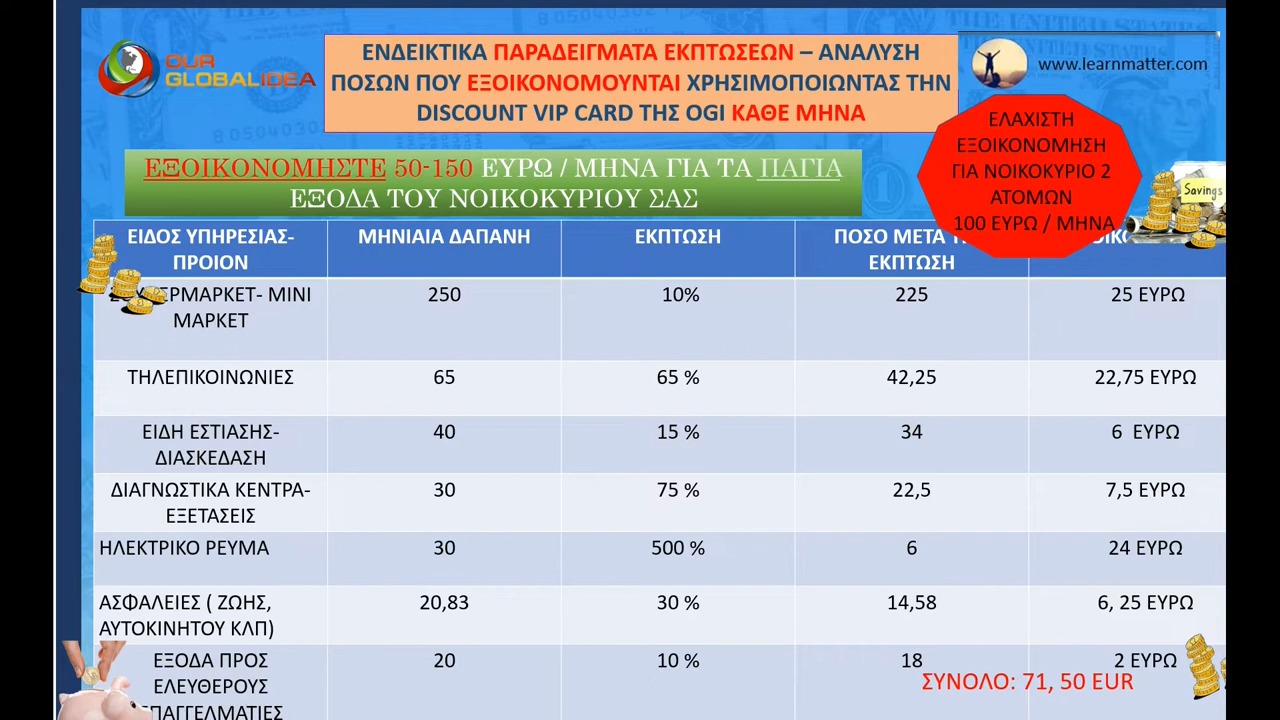 OUR
GLOBALIDEA
ΕΝΔΕΙΚΤΙΚΑ ΠΑΡΑΔΕΙΓΜΑΤΑ ΕΚΠΤΩΣΕΩΝ – ΑΝΑΛΥΣΗ
ΠΟΣΩΝ ΠΟΥ ΕΞΟΙΚΟΝΟΜΟΥΝΤΑΙ ΧΡΗΣΙΜΟΠΟΙΩΝΤΑΣ ΤΗΝ
DISCOUNT VIP CARD ΤΗΣ OGI ΚΑΘΕ ΜΗΝΑ
www.learnmatter.com
ΕΛΑΧΙΣΤΗ
ΕΞΟΙΚΟΝΟΜΗΣΗ
ΓΙΑ ΝΟΙΚΟΚΥΡΙΟ 2
ΑΤΟΜΩΝ
100 ΕΥΡΩ / ΜΗΝΑ
Savings
ΕΞΟΙΚΟΝΟΜΗΣΤΕ 50-150 ΕΥΡΩ / ΜΗΝΑ ΓΙΑ ΤΑ ΠΑΓΙΑ
ΕΞΟΔΑ ΤΟΥ ΝΟΙΚΟΚΥΡΙΟΥ ΣΑΣ
ΕΙΔΟΣ ΥΠΗΡΕΣΙΑΣ- ΜΗΝΙΑΙΑ ΔΑΠΑΝΗ ΕΚΠΤΩΣΗ ΠΟΣΟ ΜΕΤΑ
ΠΡΟΙΟΝ ΕΚΠΤΩΣΗ
ΜΙΝΙ 250 10% 225 25 ΕΥΡΩ
ΜΑΡΚΕΤ
ΤΗΛΕΠΙΚΟΙΝΩΝΙΕΣ 65 65 % 42,25 22,75 ΕΥΡΩ
ΕΙΔΗ ΕΣΤΙΑΣΗΣ- 40 15 % 34 6 ΕΥΡΩ
ΔΙΑΣΚΕΔΑΣΗ
ΔΙΑΓΝΩΣΤΙΚΑ ΚΕΝΤΡΑ- 30 75 % 22,5 7,5 ΕΥΡΩ
ΕΞΕΤΑΣΕΙΣ
ΗΛΕΚΤΡΙΚΟ ΡΕΥΜΑ 30 500 % 6 24 ΕΥΡΩ
ΑΣΦΑΛΕΙΕΣ ( ΖΩΗΣ, 20,83 30 % 14,58 6, 25 ΕΥΡΩ
ΑΥΤΟΚΙΝΗΤΟΥ ΚΛΠ)
ΕΞΟΔΑ ΠΡΟΣ 20 10 % 18 2 ΕΥΡΩ
ΕΛΕΥΘΕΡΟΥΣ
ΣΥΝΟΛΟ: 71, 50 EUR